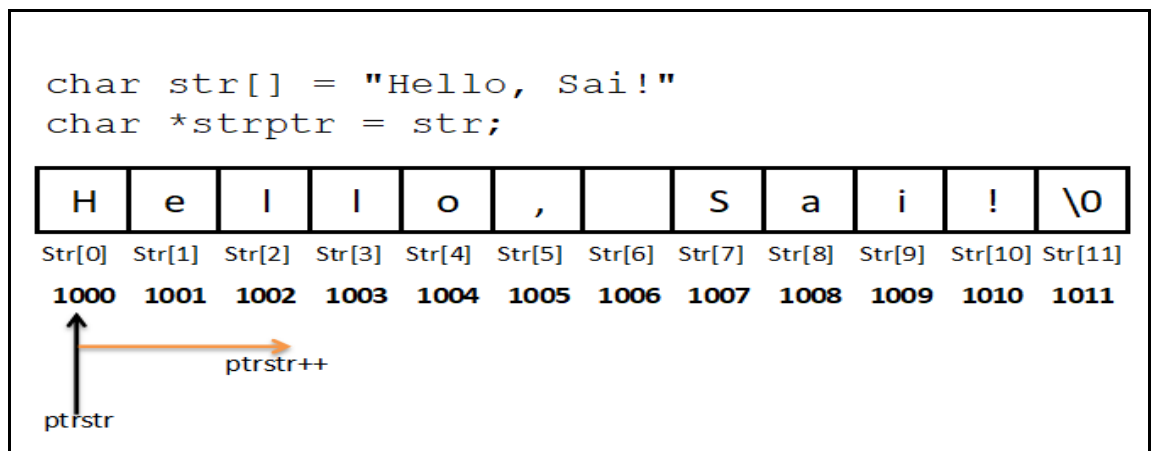 char str[] = "Hello, Sai!"
char *strptr = str;
H e l l o ,   S a i ! \0
Str[0] Str[1] Str[2] Str[3] Str[4] Str[5] Str[6] Str[7] Str[8] Str[9] Str[10] Str[11]
1000 1001 1002 1003 1004 1005 1006 1007 1008 1009 1010 1011
ptrstr++
ptrstr